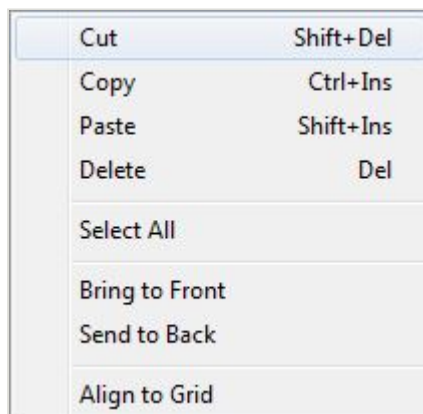 Cut Shift+Del
Copy Ctrl+Ins
Paste Shift+Ins
Delete Del
Select All
Bring to Front
Send to Back
Align to Grid